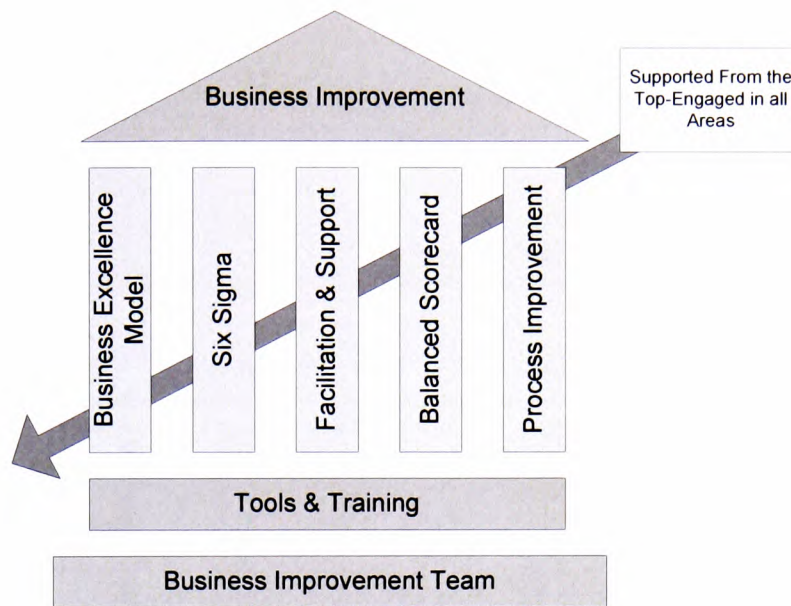 Business Improvement
Supported From the
Top-Engaged in all
Areas
Business Excellence
Model
Six Sigma
Facilitation & Support
Balanced Scorecard
Process Improvement
Tools & Training
Business Improvement Team